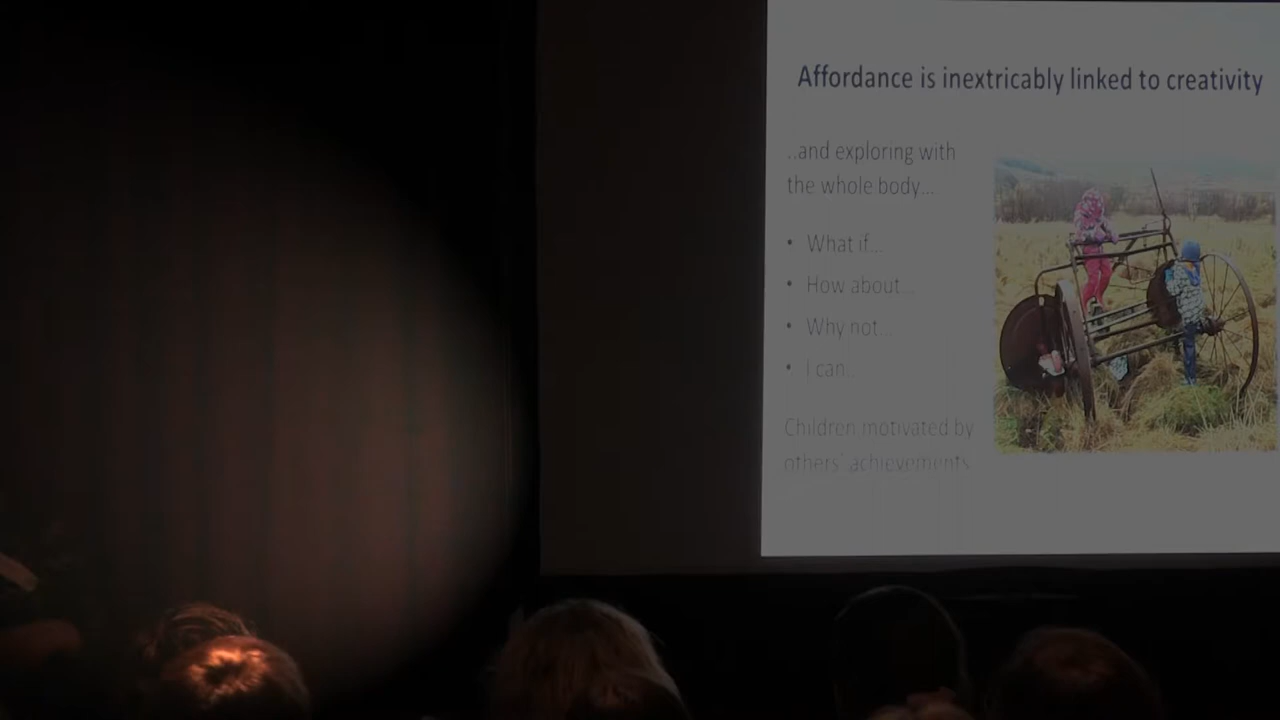 Affordance is inextricably linked to creativity
..and exploring with
the whole body...
• What if...
• How about...
• Why not...
• I can..
Children motivated by
others' achievements